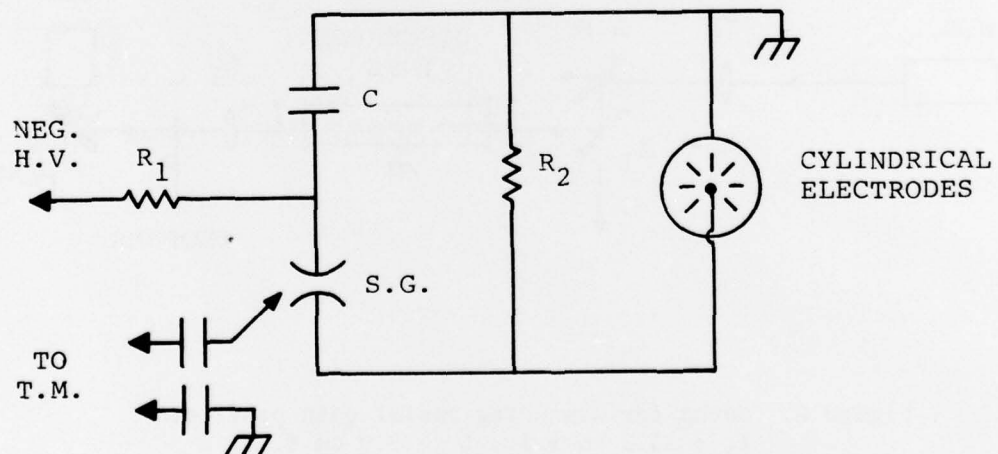 C
NEG.
H.V.
R1
R2
CYLINDRICAL
ELECTRODES
S.G.
TO
T.M.